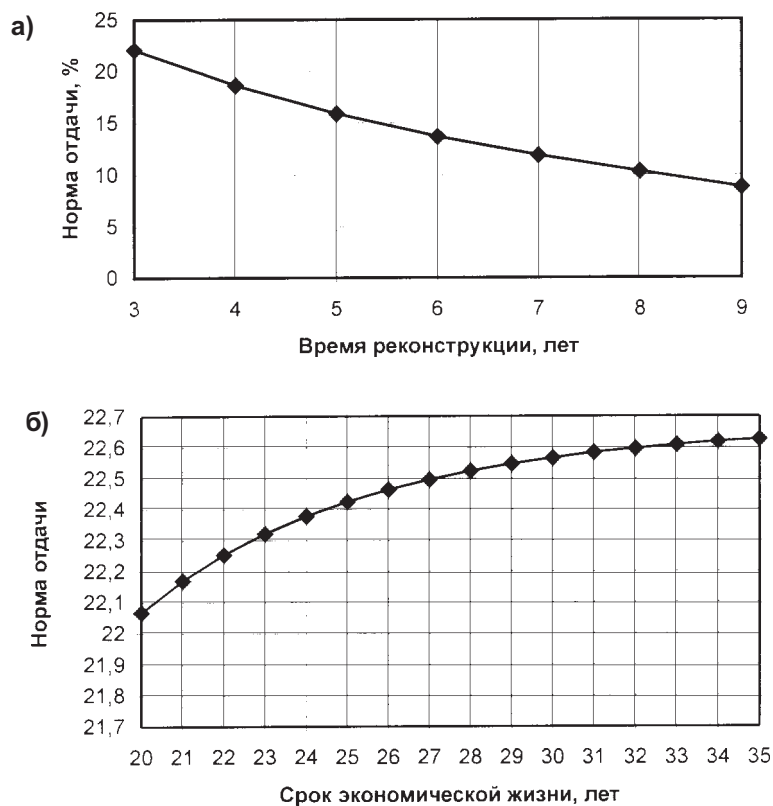 а)
25
20
15
10
5
0
Норма отдачи, %
3 4 5 6 7 8 9
Время реконструкции, лет
б)
22,7
22,6
22,5
22,4
22,3
22,2
22,1
22
21,9
21,8
21,7
Норма отдачи
20 21 22 23 24 25 26 27 28 29 30 31 32 33 34 35
Срок экономической жизни, лет